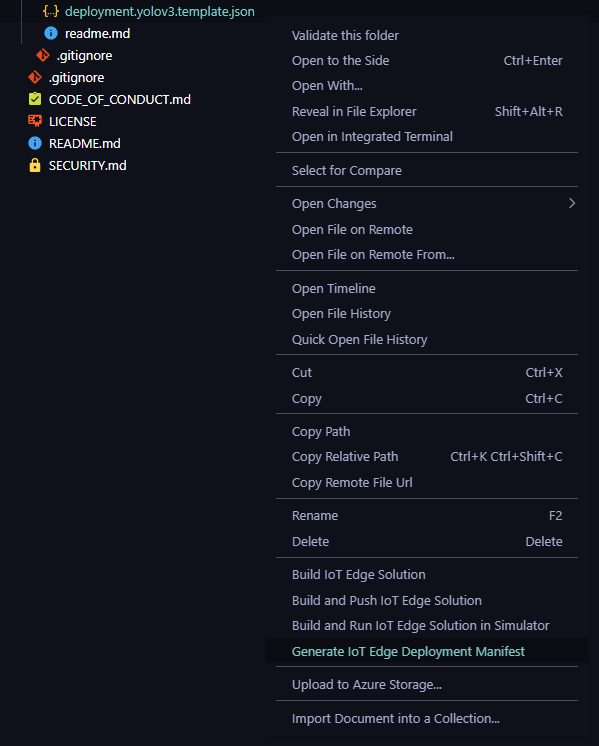 deployment.yolov3.template.json
readme.md
.gitignore
.gitignore
CODE_OF_CONDUCT.md
LICENSE
README.md
SECURITY.md
Validate this folder
Open to the Side Ctrl+Enter
Open With...
Reveal in File Explorer Shift+Alt+R
Open in Integrated Terminal
Select for Compare
Open Changes
Open File on Remote
Open File on Remote From...
Open Timeline
Open File History
Quick Open File History
Cut Ctrl+X
Copy Ctrl+C
Copy Path
Copy Relative Path Ctrl+K Ctrl+Shift+C
Copy Remote File Url
Rename F2
Delete Delete
Build IoT Edge Solution
Build and Push IoT Edge Solution
Build and Run IoT Edge Solution in Simulator
Generate IoT Edge Deployment Manifest
Upload to Azure Storage...
Import Document into a Collection...